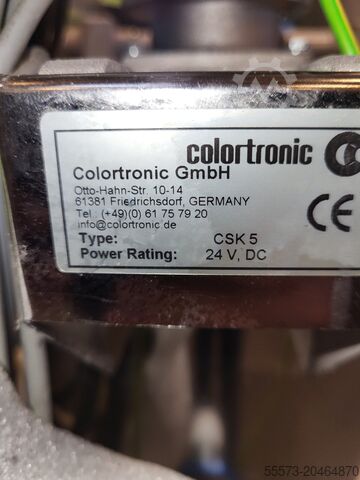 colortronic
Colortronic GmbH
Otto-Hahn-Str. 10-14
61381 Friedrichsdorf, GERMANY
Tel.: (+49)(0) 61 75 79 20
info@colortronic.de
CE
Type: CSK 5
Power Rating: 24 V, DC
55573-20464870